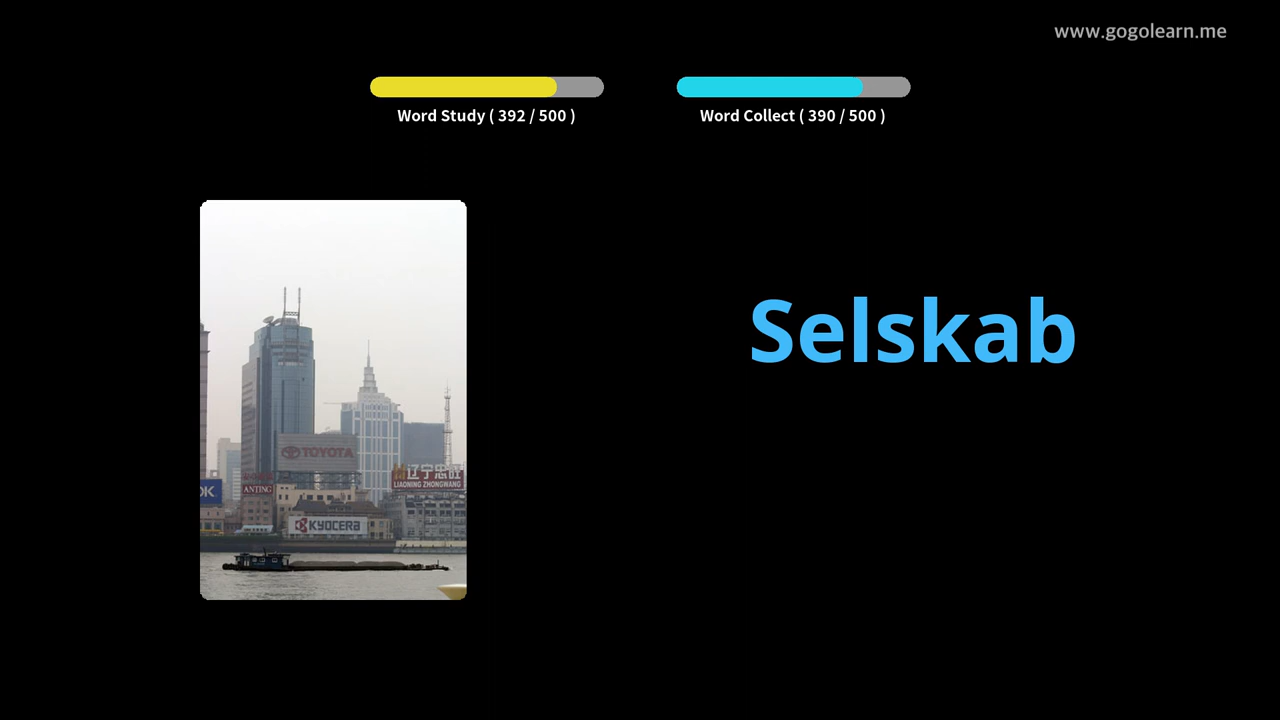 www.gogolearn.me
Word Study ( 392 / 500 )
Word Collect ( 390 / 500 )
Selskab
TOYOTA
辽宁忠旺
LIAONING ZHONGWANG
OK
ANTING
KYOCERA